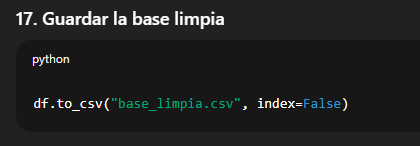 17. Guardar la base limpia
python
df.to_csv("base_limpia.csv", index=False)